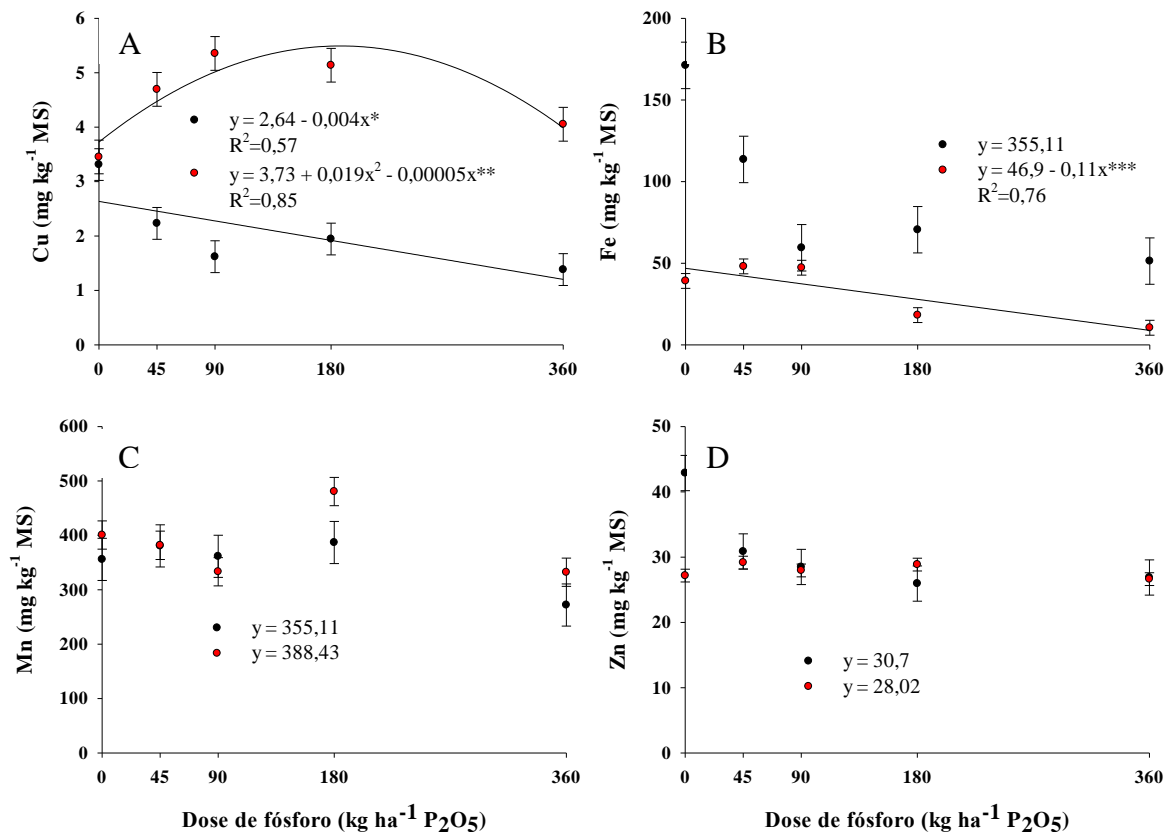 A
Cu (mg kg⁻¹ MS)
6
5
4
3
2
1
0
y = 2,64 - 0,004x*
R²=0,57
y = 3,73 + 0,019x² - 0,00005x**
R²=0,85
0 45 90 180 360
B
Fe (mg kg⁻¹ MS)
200
150
100
50
0
y = 355,11
y = 46,9 - 0,11x***
R²=0,76
0 45 90 180 360
C
Mn (mg kg⁻¹ MS)
600
500
400
300
200
100
0
y = 355,11
y = 388,43
0 45 90 180 360
Dose de fósforo (kg ha⁻¹ P₂O₅)
D
Zn (mg kg⁻¹ MS)
50
40
30
20
10
0
y = 30,7
y = 28,02
0 45 90 180 360
Dose de fósforo (kg ha⁻¹ P₂O₅)